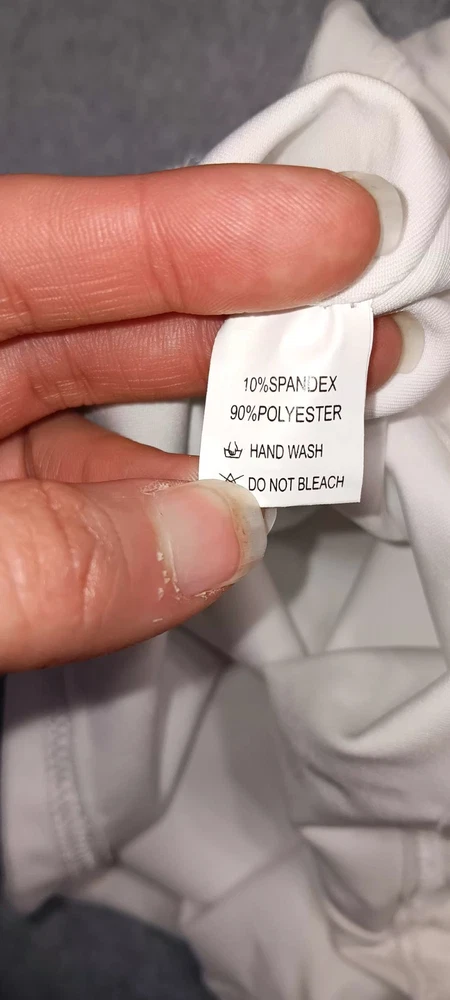 10%SPANDEX
90%POLYESTER
HAND WASH
DO NOT BLEACH